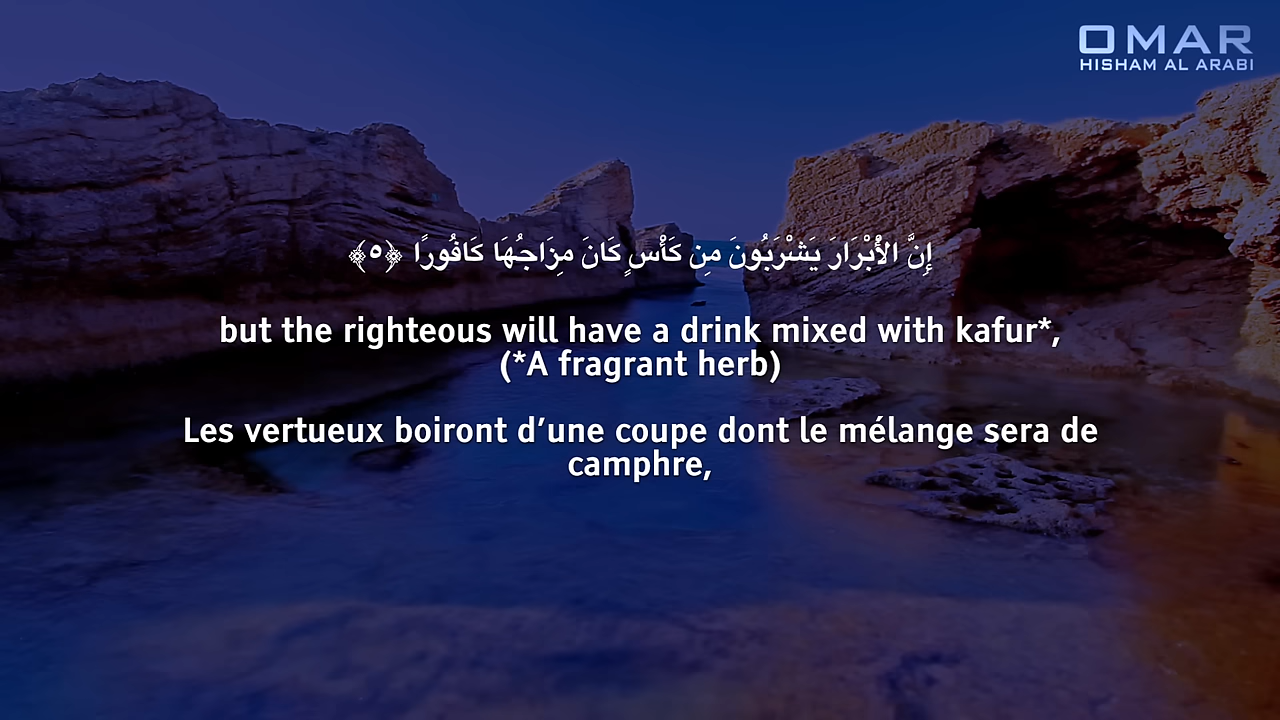 OMAR
HISHAM AL ARABI
إِنَّ الأَبْرَارَ يَشْرَبُونَ مِن كَأْسٍ كَانَ مِزَاجُهَا كَافُورًا ﴿٥﴾
but the righteous will have a drink mixed with kafur*,
(*A fragrant herb)
Les vertueux boiront d’une coupe dont le mélange sera de
camphre,